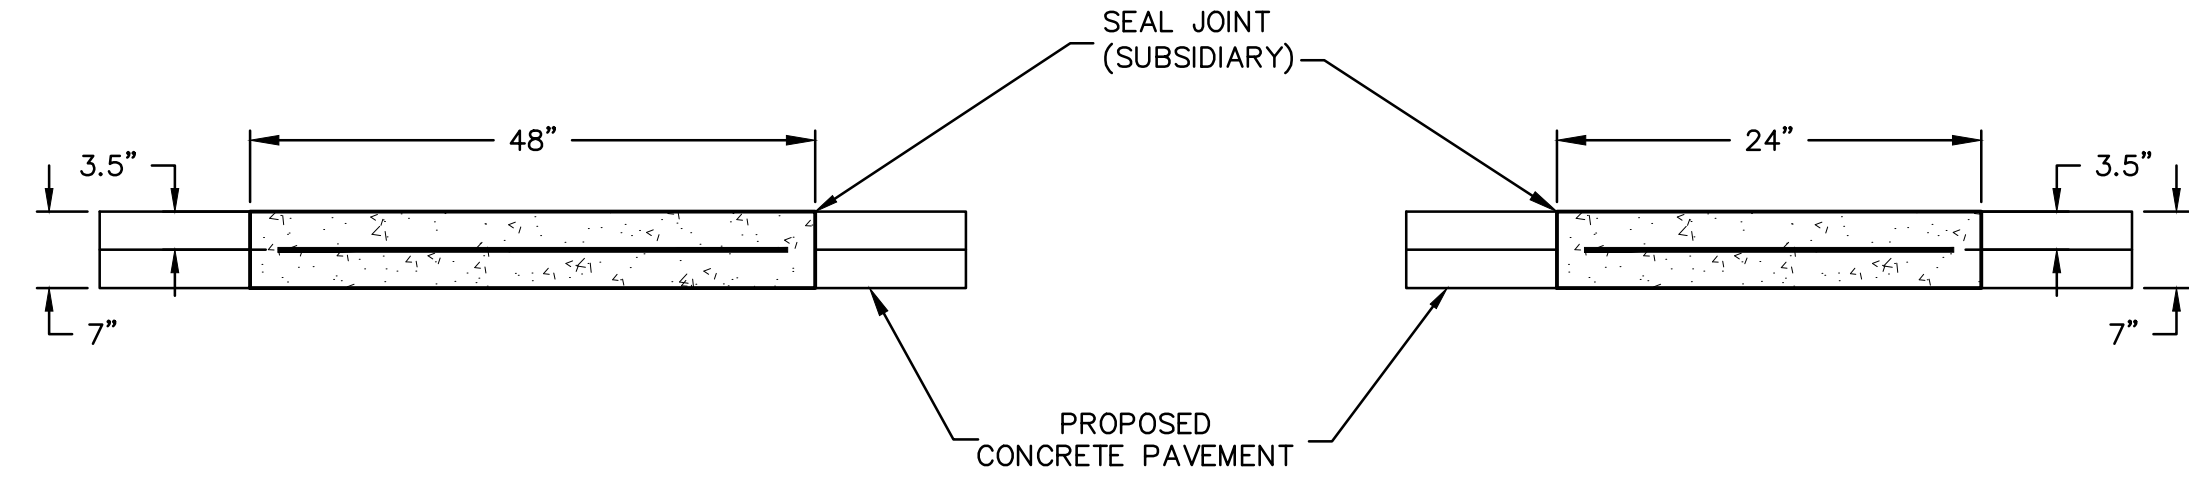 SEAL JOINT
(SUBSIDIARY)
48”
24”
3.5”
3.5”
7”
7”
PROPOSED
CONCRETE PAVEMENT